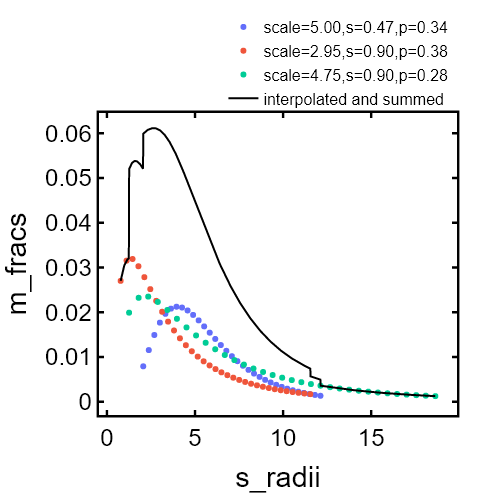 scale=5.00,s=0.47,p=0.34
scale=2.95,s=0.90,p=0.38
scale=4.75,s=0.90,p=0.28
interpolated and summed
0.06
0.05
0.04
0.03
0.02
0.01
0
m_fracs
0 5 10 15
s_radii